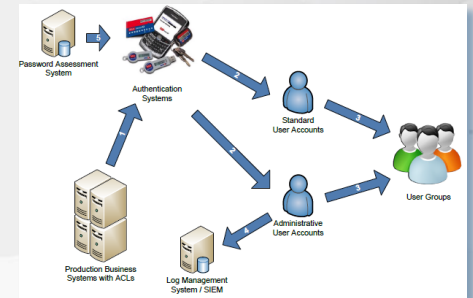 5
Password Assessment
System
Authentication
Systems
2
Standard
User Accounts
3
1
2
3
User Groups
Administrative
User Accounts
4
Production Business
Systems with ACLs
Log Management
System / SIEM